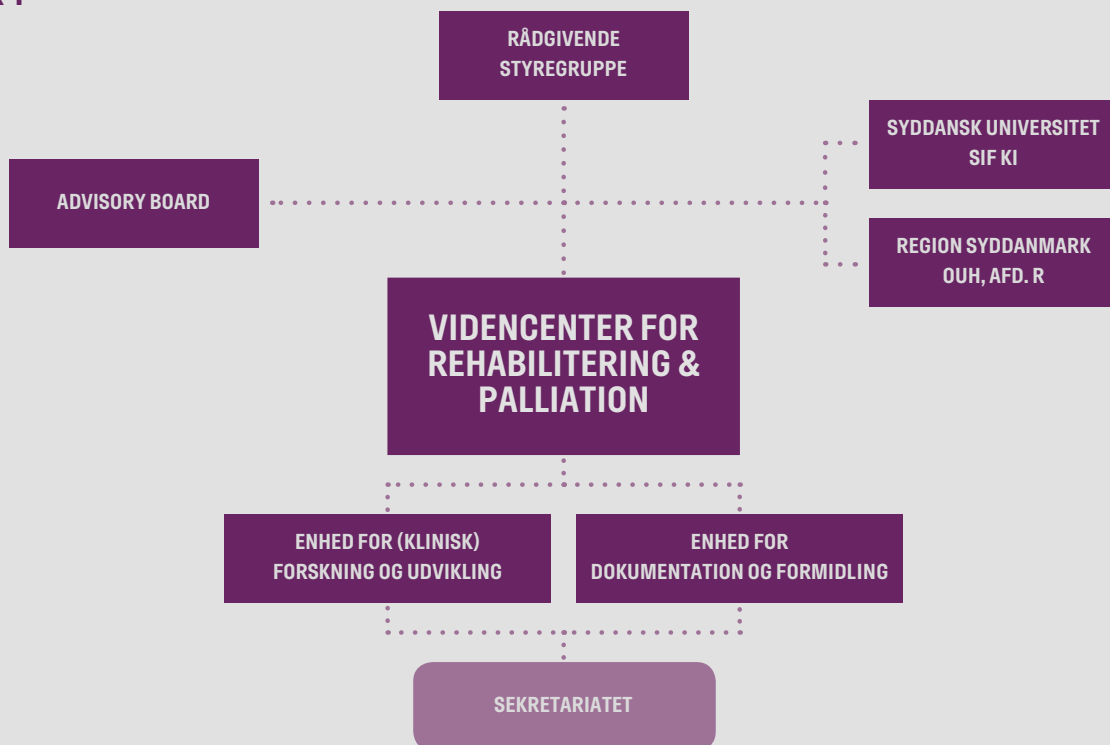 RÅDGIVENDE
STYREGRUPPE
SYDDANSK UNIVERSITET
SIF KI
ADVISORY BOARD
REGION SYDDANMARK
OUH, AFD. R
VIDENCENTER FOR
REHABILITERING &
PALLIATION
ENHED FOR (KLINISK)
FORSKNING OG UDVIKLING
ENHED FOR
DOKUMENTATION OG FORMIDLING
SEKRETARIATET